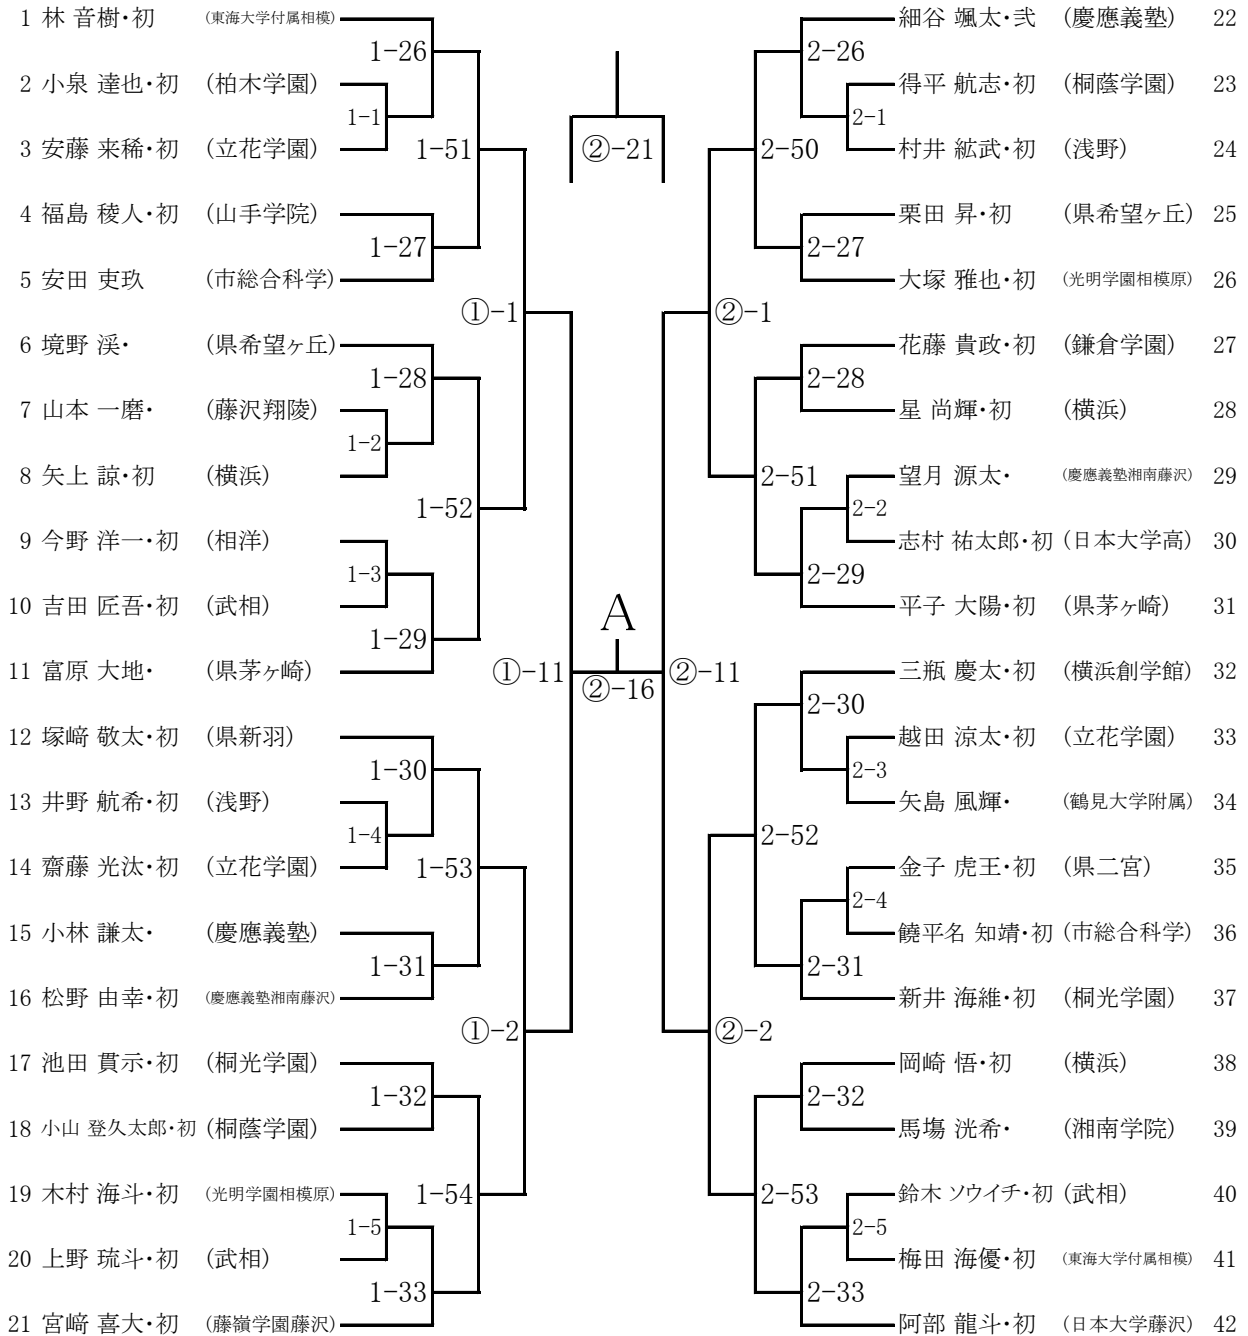 1 林 音樹・初 (東海大学付属相模)
1-26
2 小泉 達也・初 (柏木学園)
1-1
3 安藤 来稀・初 (立花学園)
1-51
4 福島 稜人・初 (山手学院)
1-27
5 安田 吏玖 (市総合科学)
①-1
6 境野 渓・ (県希望ヶ丘)
1-28
7 山本 一磨・ (藤沢翔陵)
1-2
8 矢上 諒・初 (横浜)
1-52
9 今野 洋一・初 (相洋)
1-3
10 吉田 匠吾・初 (武相)
1-29
11 富原 大地・ (県茅ヶ崎)
①-11
12 塚﨑 敬太・初 (県新羽)
1-30
13 井野 航希・初 (浅野)
1-4
14 齋藤 光汰・初 (立花学園)
1-53
15 小林 謙太・ (慶應義塾)
1-31
16 松野 由幸・初 (慶應義塾湘南藤沢)
①-2
17 池田 貫示・初 (桐光学園)
1-32
18 小山 登久太郎・初 (桐蔭学園)
19 木村 海斗・初 (光明学園相模原)
1-54
1-5
20 上野 琉斗・初 (武相)
1-33
21 宮﨑 喜大・初 (藤嶺学園藤沢)
②-21
A
②-16
細谷 颯太・弐 (慶應義塾) 22
2-26
得平 航志・初 (桐蔭学園) 23
2-1
村井 紘武・初 (浅野) 24
2-50
栗田 昇・初 (県希望ヶ丘) 25
2-27
大塚 雅也・初 (光明学園相模原) 26
②-1
花藤 貴政・初 (鎌倉学園) 27
2-28
星 尚輝・初 (横浜) 28
2-51
望月 源太・ (慶應義塾湘南藤沢) 29
2-2
志村 祐太郎・初 (日本大学高) 30
2-29
平子 大陽・初 (県茅ヶ崎) 31
②-11
三瓶 慶太・初 (横浜創学館) 32
2-30
越田 涼太・初 (立花学園) 33
2-3
矢島 風輝・ (鶴見大学附属) 34
2-52
金子 虎王・初 (県二宮) 35
2-4
饒平名 知靖・初 (市総合科学) 36
2-31
新井 海維・初 (桐光学園) 37
②-2
岡崎 悟・初 (横浜) 38
2-32
馬場 洸希・ (湘南学院) 39
2-53
鈴木 ソウイチ・初 (武相) 40
2-5
梅田 海優・初 (東海大学付属相模) 41
2-33
阿部 龍斗・初 (日本大学藤沢) 42